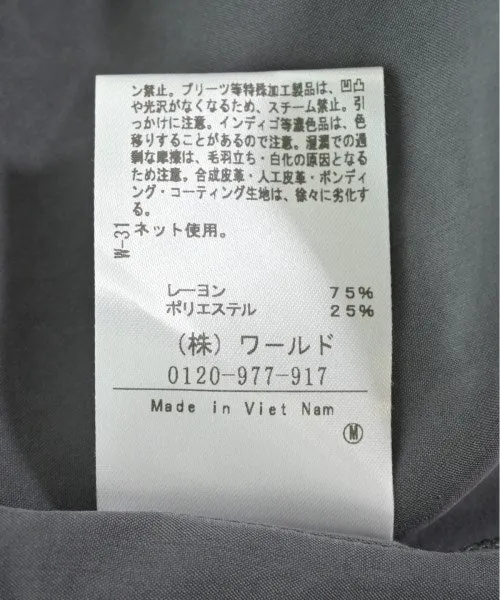 ン禁止。プリーツ等特殊加工製品は、凹凸
や光沢がなくなるため、スチーム禁止。引
っかけに注意。インディゴ等濃色品は、色
移りすることがあるので注意。湿潤での過
剰な摩擦は、毛羽立ち・白化の原因となる
ため注意。合成皮革・人工皮革・ボンディ
ング・コーティング生地は、徐々に劣化す
る。
W-31
ネット使用。
レーヨン 75%
ポリエステル 25%
(株)ワールド
0120-977-917
Made in Viet Nam
M